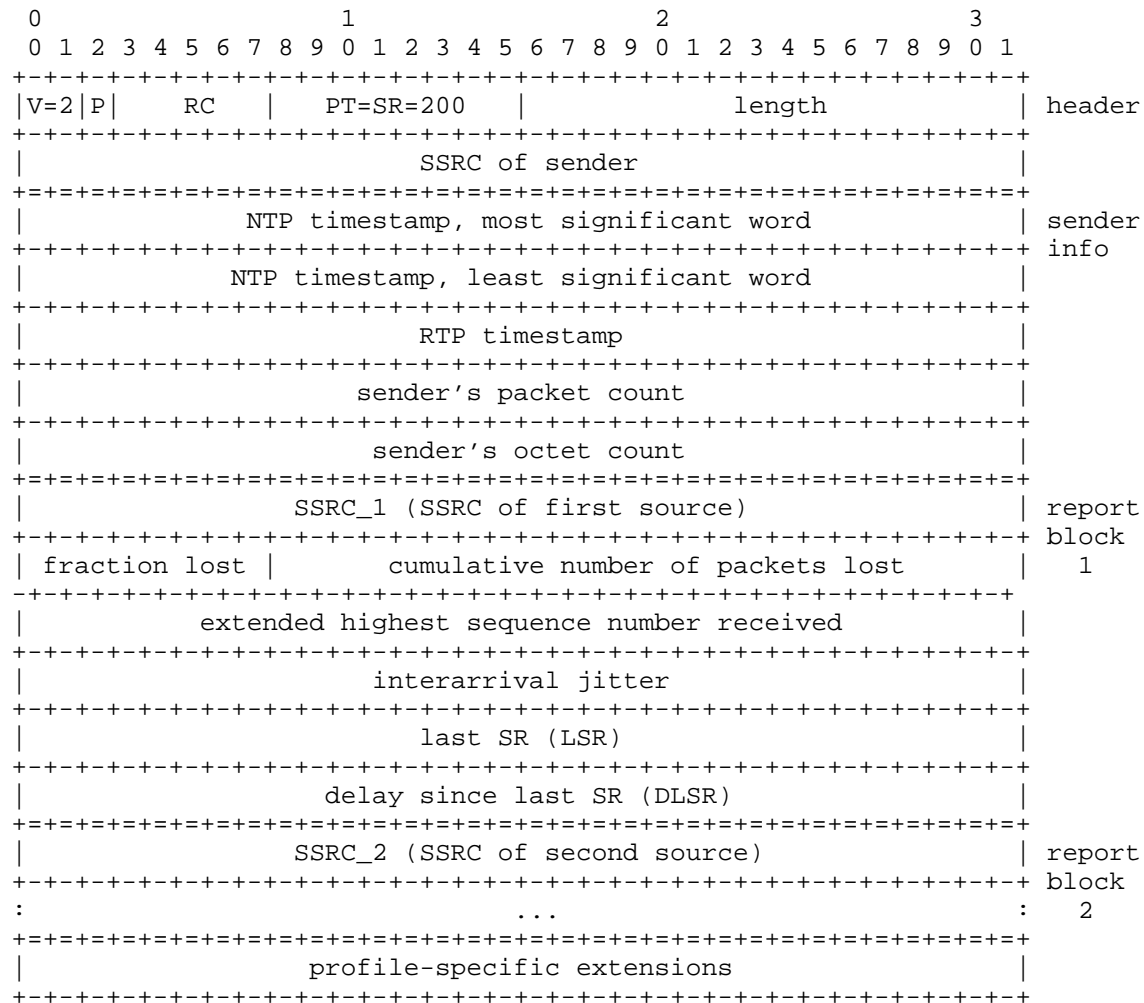 0                   1                   2                   3
 0 1 2 3 4 5 6 7 8 9 0 1 2 3 4 5 6 7 8 9 0 1 2 3 4 5 6 7 8 9 0 1
+-+-+-+-+-+-+-+-+-+-+-+-+-+-+-+-+-+-+-+-+-+-+-+-+-+-+-+-+-+-+-+-+
|V=2|P|    RC   |   PT=SR=200   |             length            | header
+-+-+-+-+-+-+-+-+-+-+-+-+-+-+-+-+-+-+-+-+-+-+-+-+-+-+-+-+-+-+-+-+
|                         SSRC of sender                        |
+=+=+=+=+=+=+=+=+=+=+=+=+=+=+=+=+=+=+=+=+=+=+=+=+=+=+=+=+=+=+=+=+
|              NTP timestamp, most significant word             | sender
+-+-+-+-+-+-+-+-+-+-+-+-+-+-+-+-+-+-+-+-+-+-+-+-+-+-+-+-+-+-+-+-+ info
|             NTP timestamp, least significant word             |
+-+-+-+-+-+-+-+-+-+-+-+-+-+-+-+-+-+-+-+-+-+-+-+-+-+-+-+-+-+-+-+-+
|                         RTP timestamp                         |
+-+-+-+-+-+-+-+-+-+-+-+-+-+-+-+-+-+-+-+-+-+-+-+-+-+-+-+-+-+-+-+-+
|                     sender’s packet count                     |
+-+-+-+-+-+-+-+-+-+-+-+-+-+-+-+-+-+-+-+-+-+-+-+-+-+-+-+-+-+-+-+-+
|                      sender’s octet count                     |
+=+=+=+=+=+=+=+=+=+=+=+=+=+=+=+=+=+=+=+=+=+=+=+=+=+=+=+=+=+=+=+=+
|                 SSRC_1 (SSRC of first source)                 | report
+-+-+-+-+-+-+-+-+-+-+-+-+-+-+-+-+-+-+-+-+-+-+-+-+-+-+-+-+-+-+-+-+ block
| fraction lost |       cumulative number of packets lost       |   1
-+-+-+-+-+-+-+-+-+-+-+-+-+-+-+-+-+-+-+-+-+-+-+-+-+-+-+-+-+-+-+-+
|           extended highest sequence number received           |
+-+-+-+-+-+-+-+-+-+-+-+-+-+-+-+-+-+-+-+-+-+-+-+-+-+-+-+-+-+-+-+-+
|                      interarrival jitter                      |
+-+-+-+-+-+-+-+-+-+-+-+-+-+-+-+-+-+-+-+-+-+-+-+-+-+-+-+-+-+-+-+-+
|                         last SR (LSR)                         |
+-+-+-+-+-+-+-+-+-+-+-+-+-+-+-+-+-+-+-+-+-+-+-+-+-+-+-+-+-+-+-+-+
|                   delay since last SR (DLSR)                  |
+=+=+=+=+=+=+=+=+=+=+=+=+=+=+=+=+=+=+=+=+=+=+=+=+=+=+=+=+=+=+=+=+
|                 SSRC_2 (SSRC of second source)                | report
+-+-+-+-+-+-+-+-+-+-+-+-+-+-+-+-+-+-+-+-+-+-+-+-+-+-+-+-+-+-+-+-+ block
:                               ...                             :   2
+=+=+=+=+=+=+=+=+=+=+=+=+=+=+=+=+=+=+=+=+=+=+=+=+=+=+=+=+=+=+=+=+
|                  profile-specific extensions                  |
+-+-+-+-+-+-+-+-+-+-+-+-+-+-+-+-+-+-+-+-+-+-+-+-+-+-+-+-+-+-+-+-+